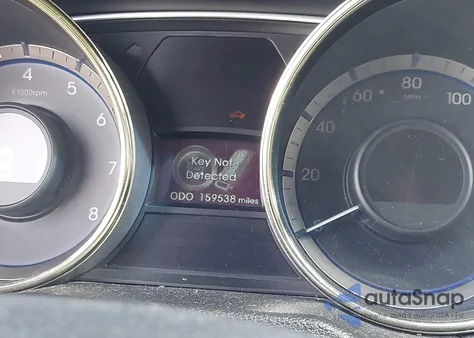 4
5
x1000rpm
6
7
8
Key Not
Detected
ODO 159538 miles
0
20
40
60
80
MPH
100
autoSnap